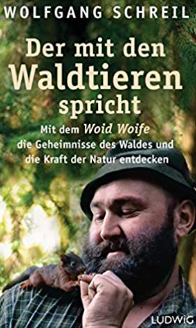 WOLFGANG SCHREIL
Der mit den
Waldtieren
spricht
Mit dem Woid Woife
die Geheimnisse des Waldes und
die Kraft der Natur entdecken
LUDWiG